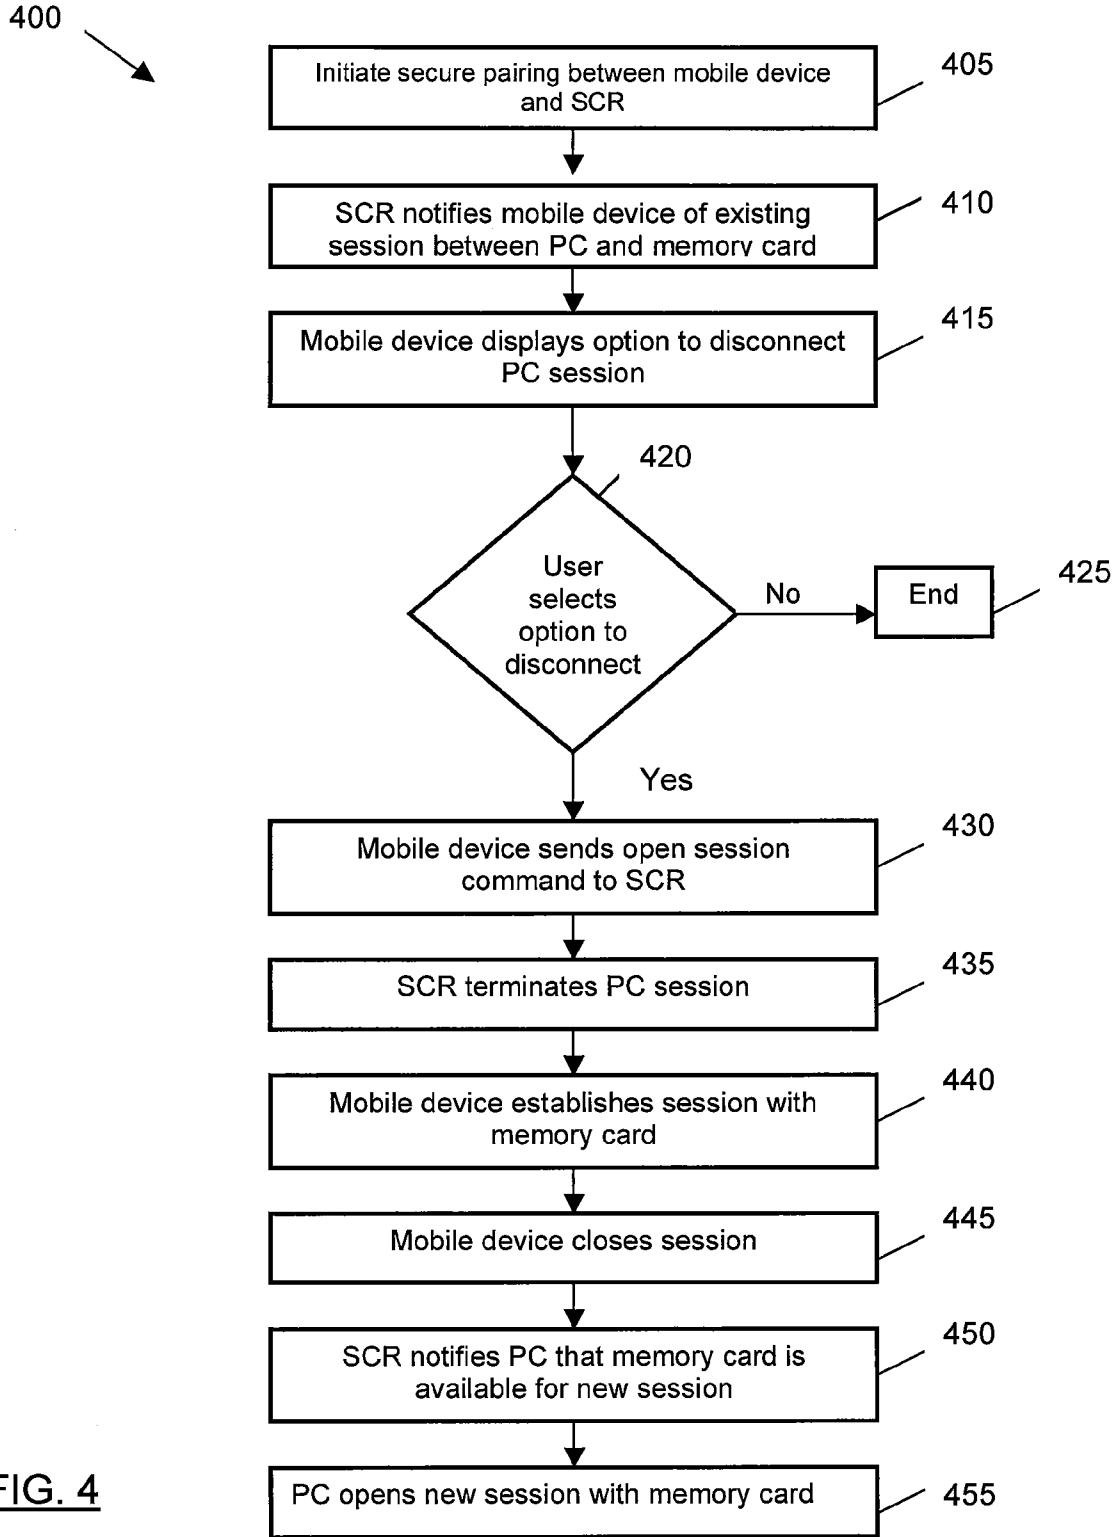 400
Initiate secure pairing between mobile device
and SCR
405
SCR notifies mobile device of existing
session between PC and memory card
410
Mobile device displays option to disconnect
PC session
415
420
User
selects
option to
disconnect
No
End
425
Yes
Mobile device sends open session
command to SCR
430
SCR terminates PC session
435
Mobile device establishes session with
memory card
440
Mobile device closes session
445
SCR notifies PC that memory card is
available for new session
450
PC opens new session with memory card
455
FIG. 4